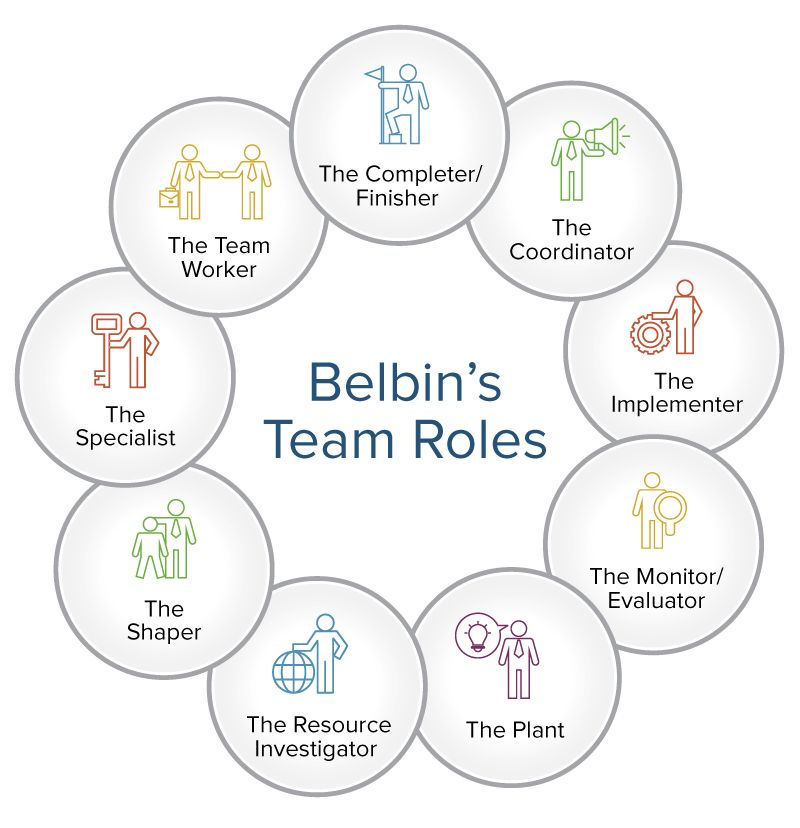 The Completer/
Finisher
The
Coordinator
The
Implementer
The Monitor/
Evaluator
The Plant
The Resource
Investigator
The
Shaper
The
Specialist
The Team
Worker
Belbin's
Team Roles